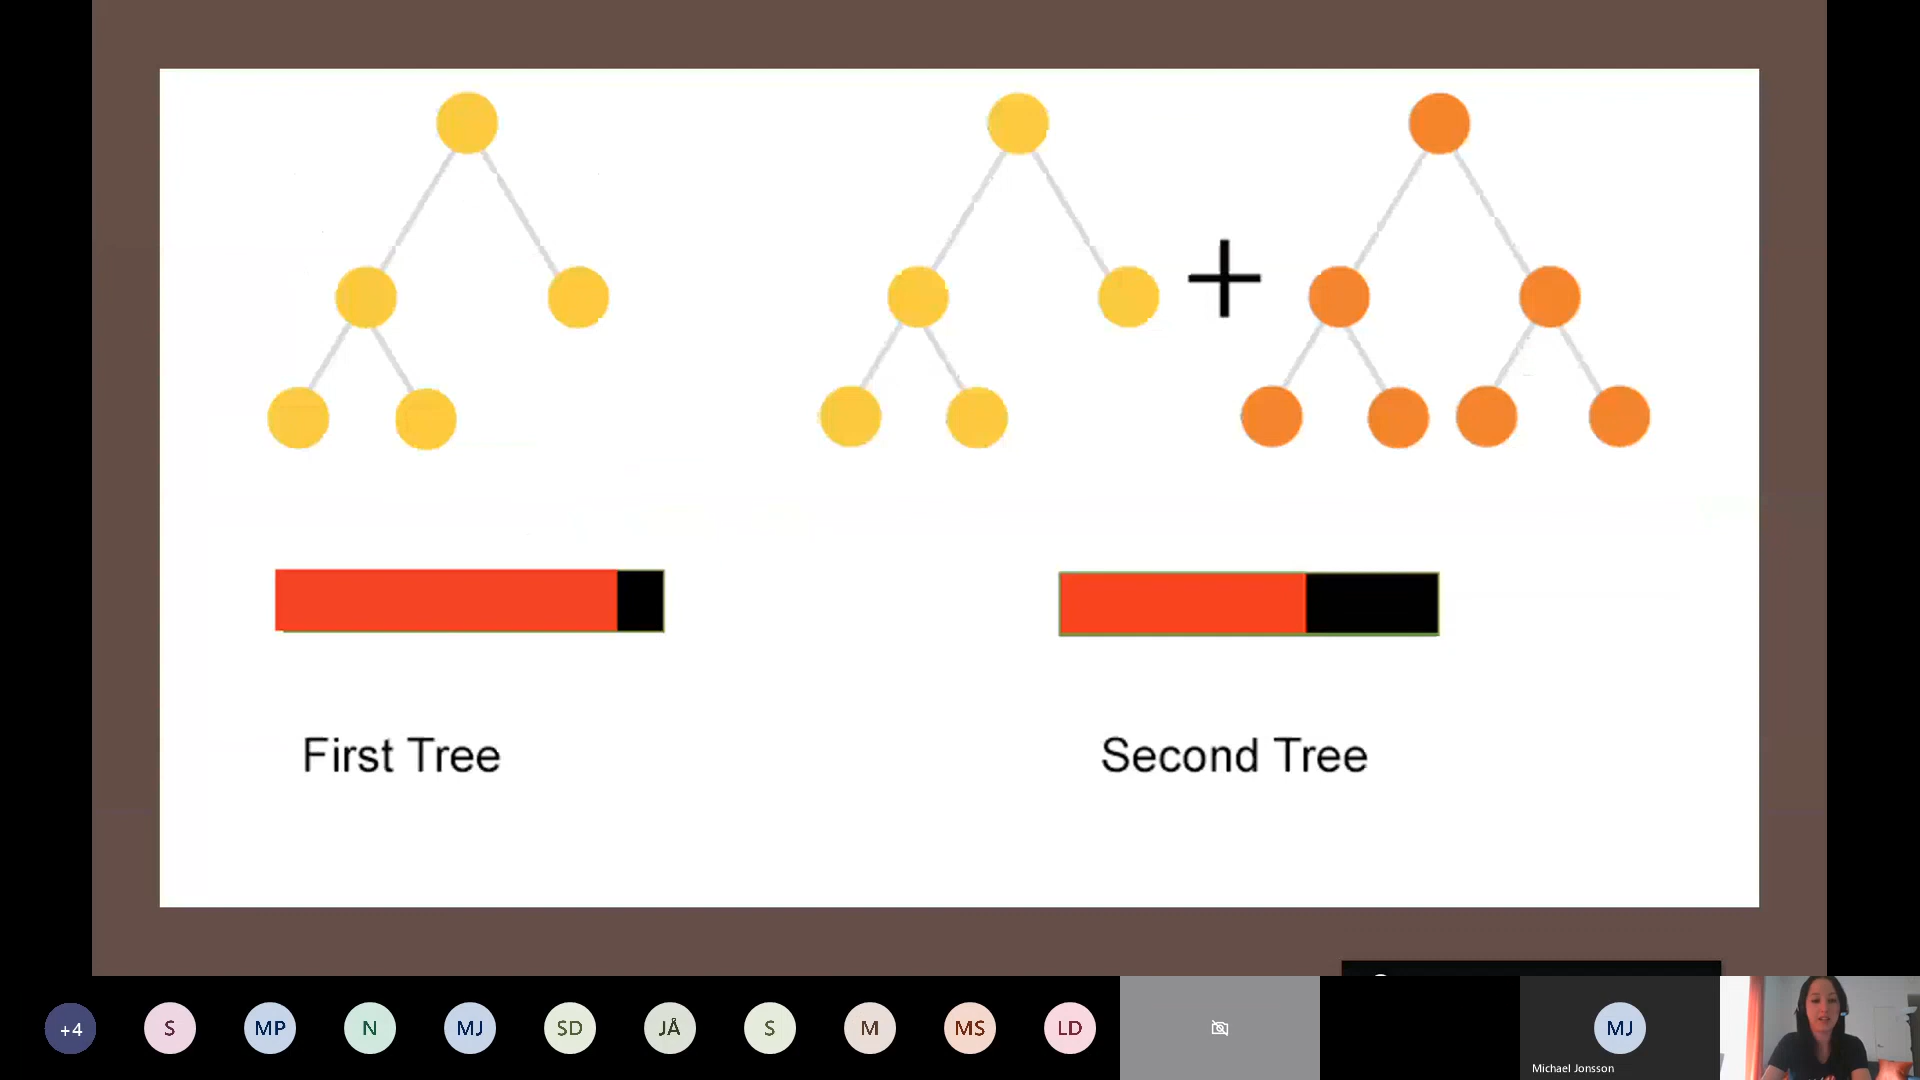 First Tree
Second Tree
+4
S
MP
N
MJ
SD
JÅ
S
M
MS
LD
MJ
Michael Jonsson